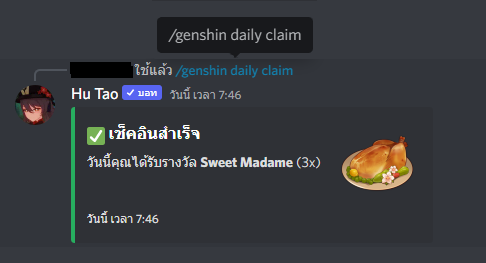 /genshin daily claim
ใช้แล้ว /genshin daily claim
Hu Tao ✓ บอท วันนี้ เวลา 7:46
✅ เช็คอินสำเร็จ
วันนี้คุณได้รับรางวัล Sweet Madame (3x)
วันนี้ เวลา 7:46